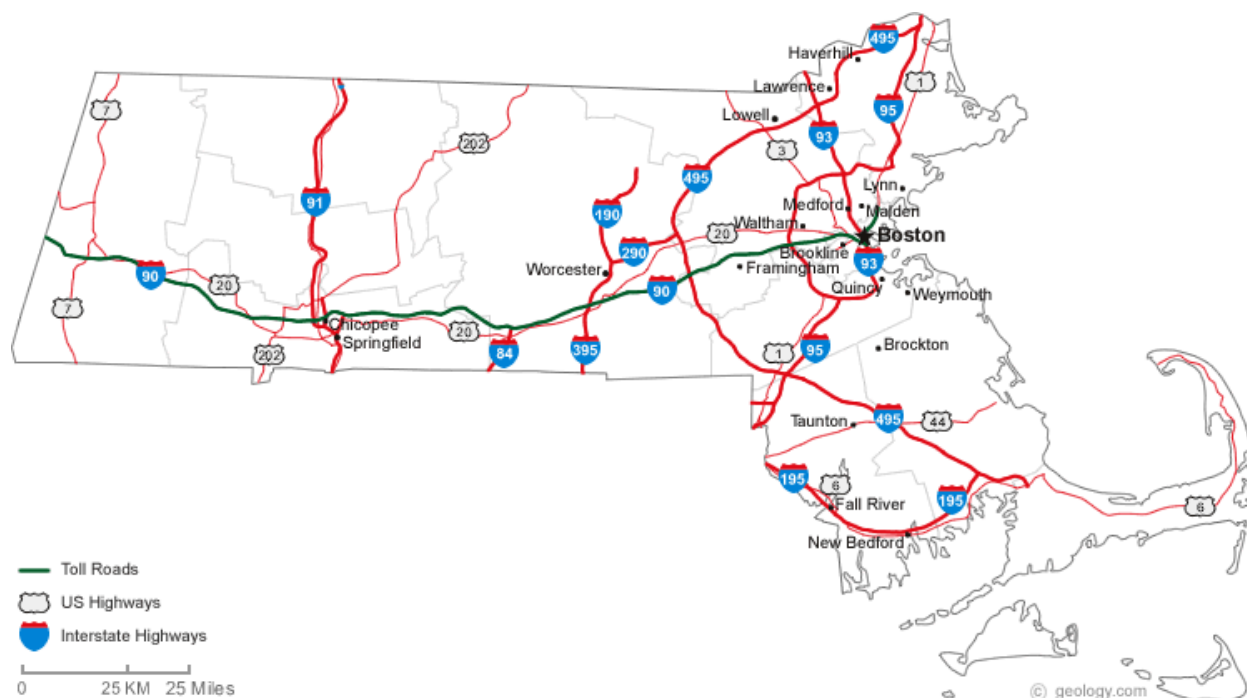 495
Haverhill
1
7
Lawrence
95
Lowell
93
3
202
495
Lynn
91
190
Medford
Malden
Waltham
20
Boston
290
Brookline
93
Worcester
Framingham
90
20
90
Quincy
Weymouth
7
Chicopee
20
Springfield
Brockton
202
84
395
1
95
Taunton
495
44
195
6
195
Fall River
6
New Bedford
Toll Roads
US Highways
Interstate Highways
0 25 KM 25 Miles
© geology.com